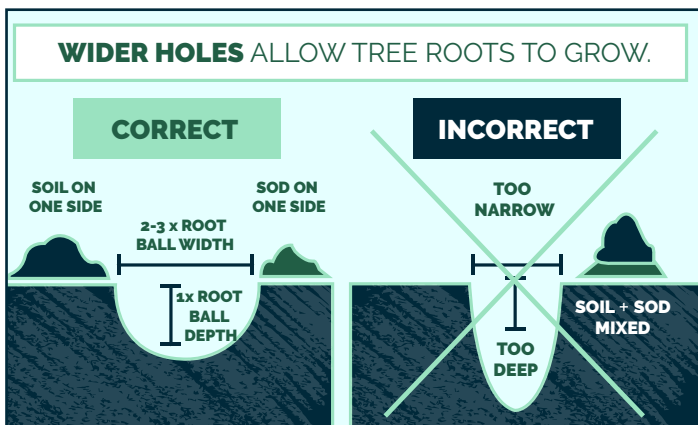 WIDER HOLES ALLOW TREE ROOTS TO GROW.
CORRECT
SOIL ON
ONE SIDE
SOD ON
ONE SIDE
2-3 x ROOT
BALL WIDTH
1x ROOT
BALL
DEPTH
INCORRECT
TOO
NARROW
SOIL + SOD
MIXED
TOO
DEEP